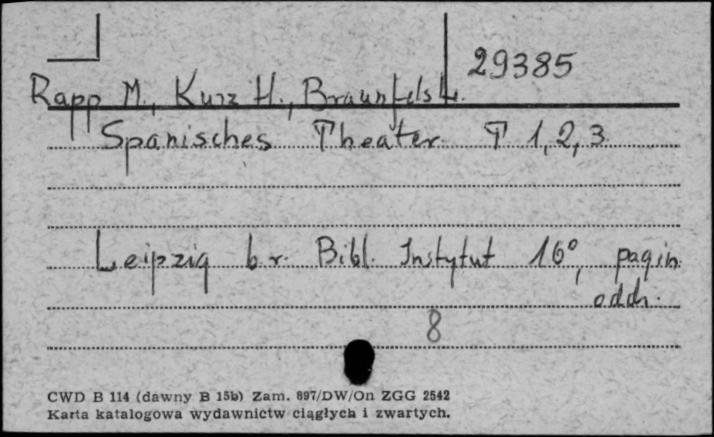 29385
Rapp M., Kurz H., Braunfels L.
Spanisches Theater T 1, 2, 3
Leipzig b.r. Bibl. Instytut 16°, pagin.
oddz.
8
CWD B 114 (dawny B 15b) Zam. 897/DW/On ZGG 2542
Karta katalogowa wydawnictw ciągłych i zwartych.